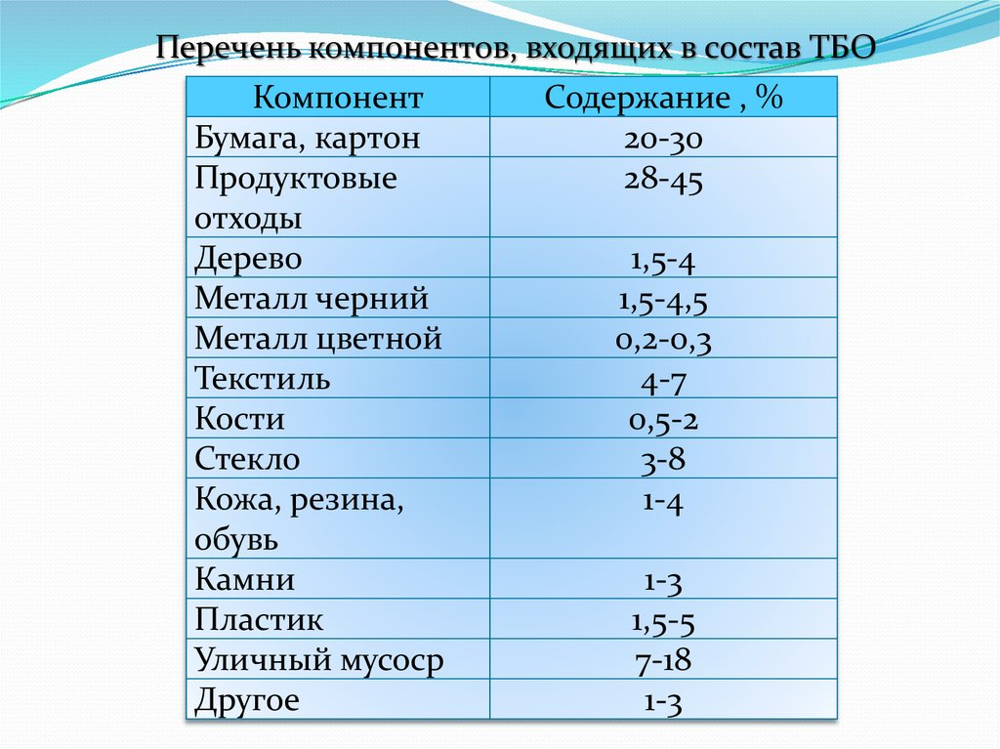 Перечень компонентов, входящих в состав ТБО
Компонент Содержание , %
Бумага, картон 20-30
Продуктовые 28-45
отходы
Дерево 1,5-4
Металл черний 1,5-4,5
Металл цветной 0,2-0,3
Текстиль 4-7
Кости 0,5-2
Стекло 3-8
Кожа, резина, 1-4
обувь
Камни 1-3
Пластик 1,5-5
Уличный мусоср 7-18
Другое 1-3